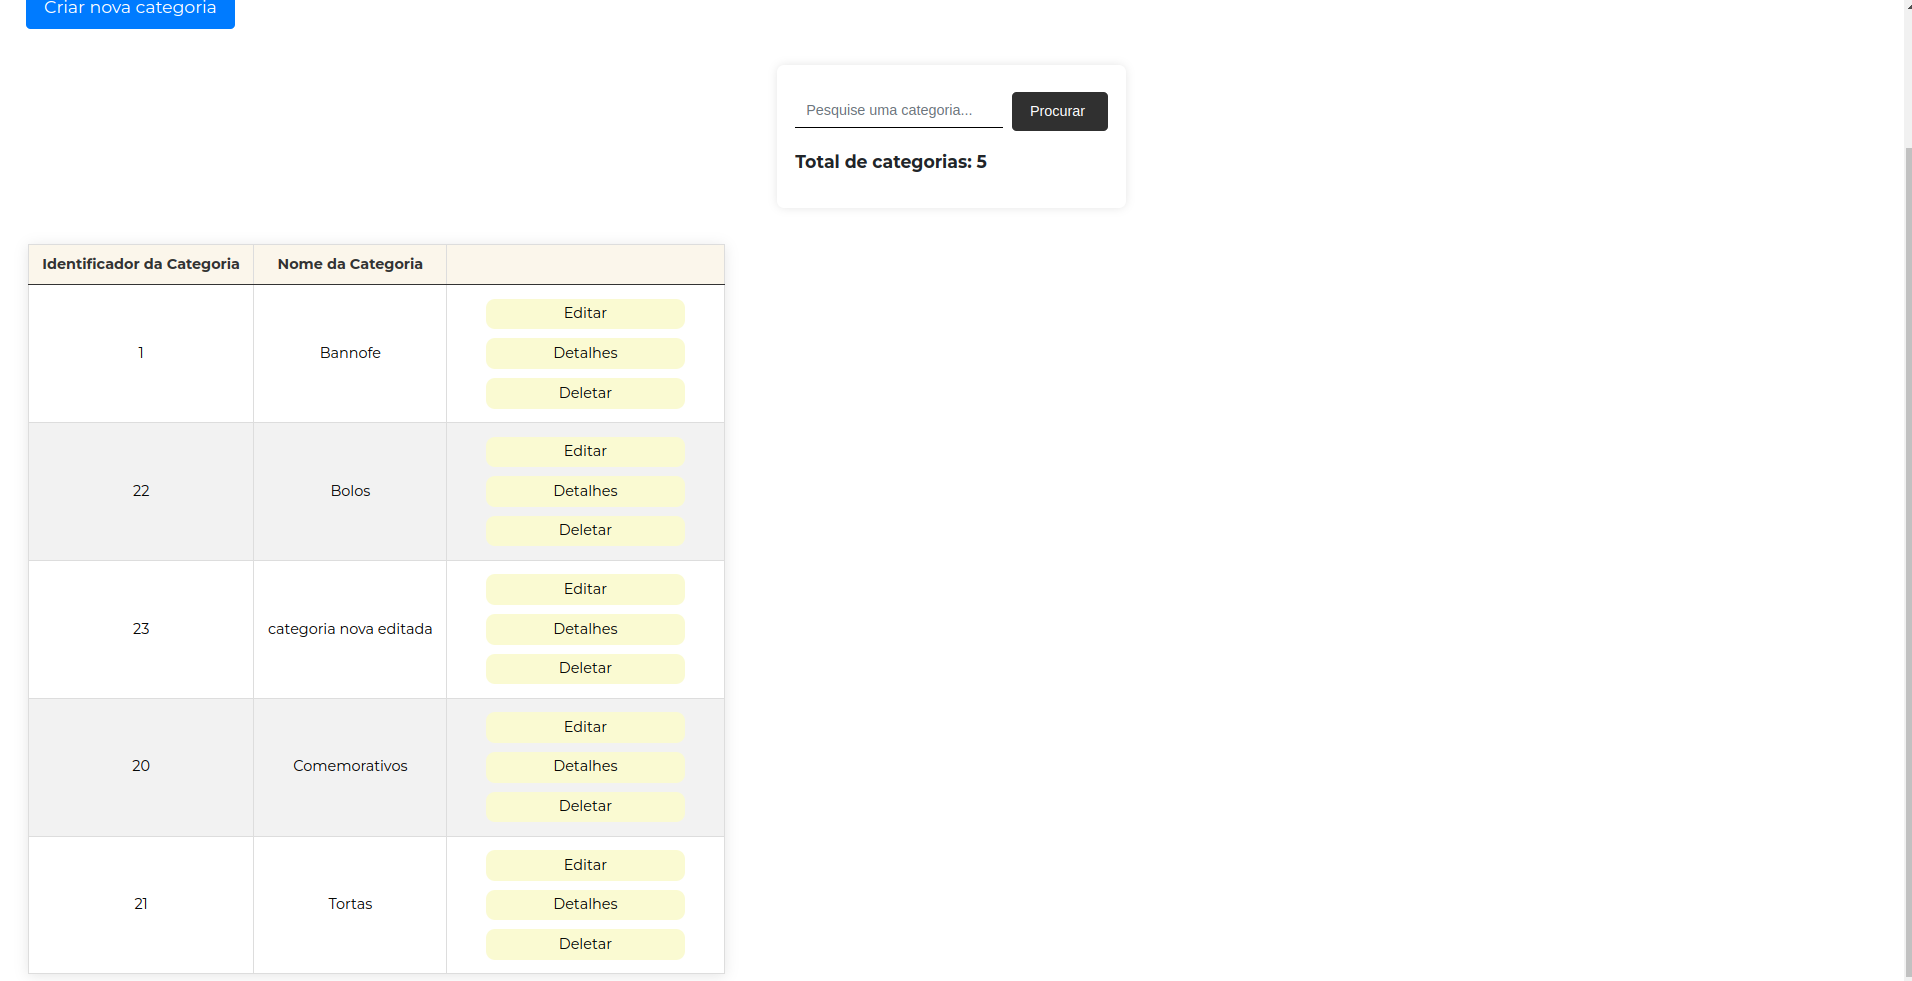 Criar nova categoria
Pesquise uma categoria...
Procurar
Total de categorias: 5
Identificador da Categoria Nome da Categoria
Editar
1 Bannofe Detalhes
Deletar
Editar
22 Bolos Detalhes
Deletar
Editar
23 categoria nova editada Detalhes
Deletar
Editar
20 Comemorativos Detalhes
Deletar
Editar
21 Tortas Detalhes
Deletar